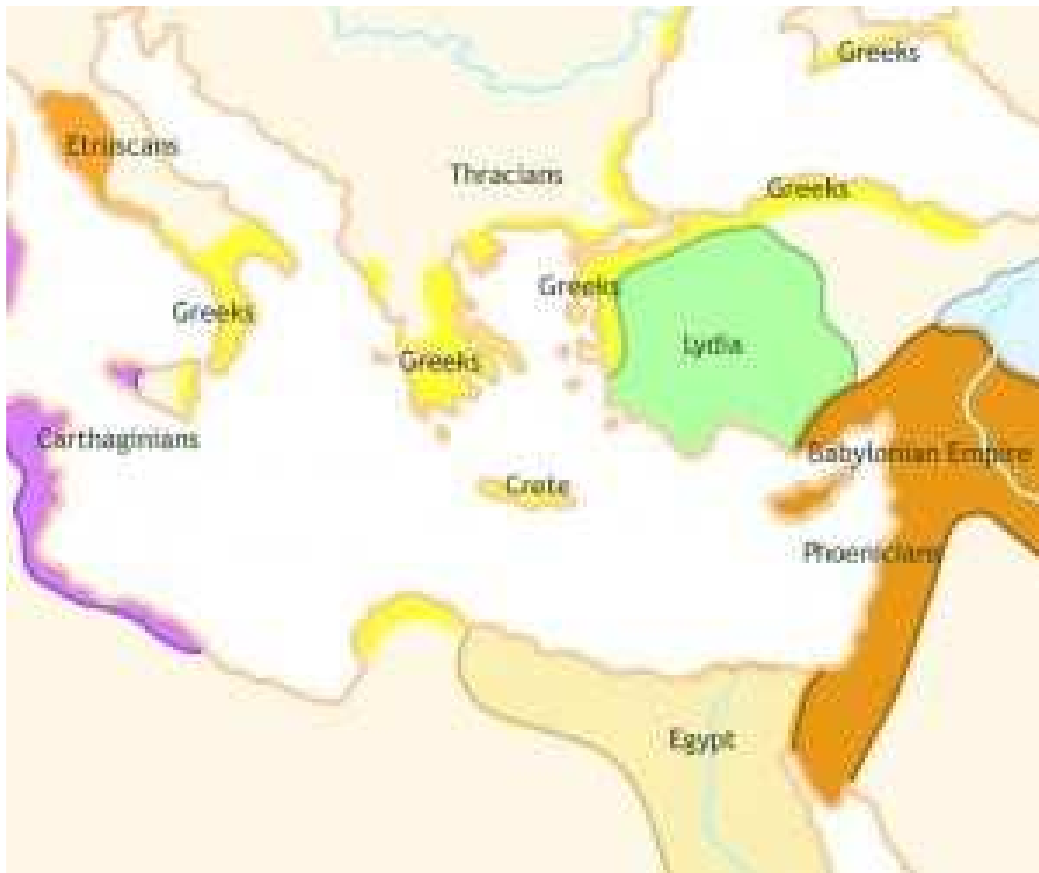 Greeks
Etruscans
Thracians
Greeks
Greeks
Greeks
Lydia
Greeks
Carthaginians
Babylonian Empire
Crete
Phoenicians
Egypt